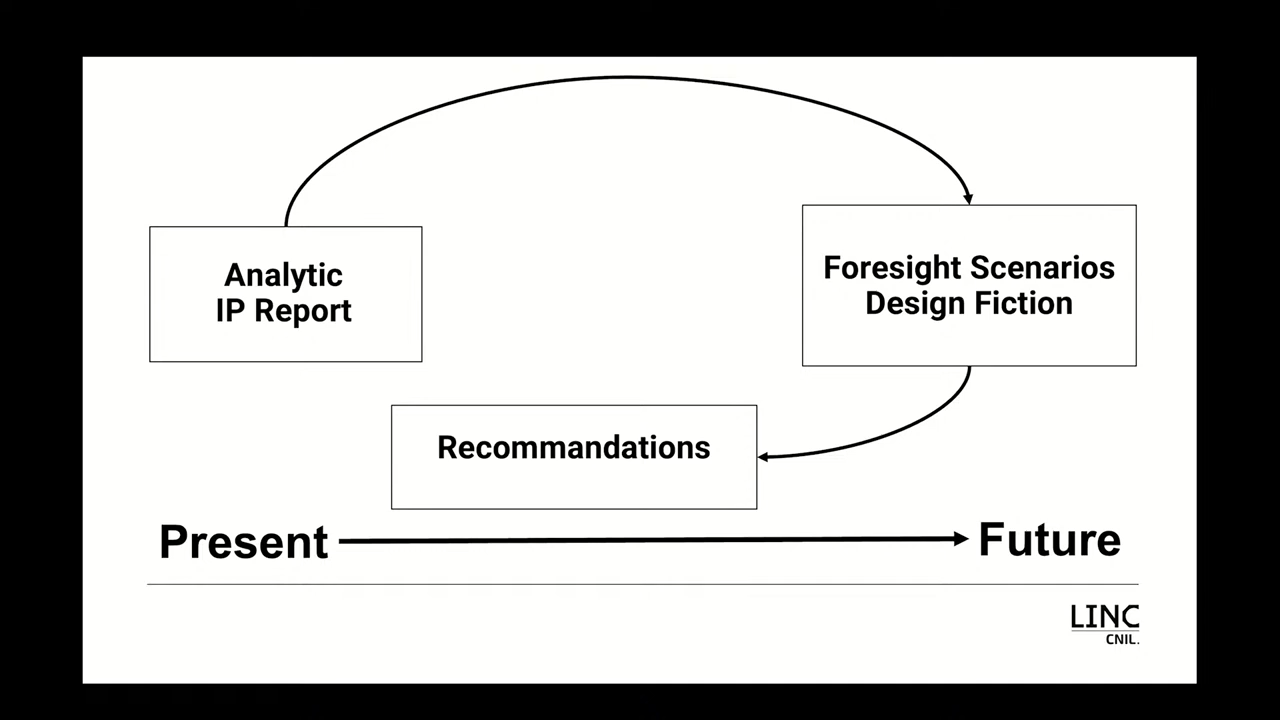 Analytic
IP Report
Foresight Scenarios
Design Fiction
Recommandations
Present
Future
LINC
CNIL.